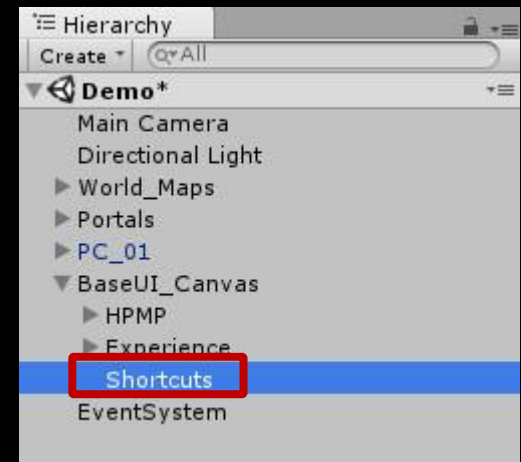 Hierarchy
Create All
Demo*
Main Camera
Directional Light
World_Maps
Portals
PC_01
BaseUI_Canvas
HPMP
Experience
Shortcuts
EventSystem